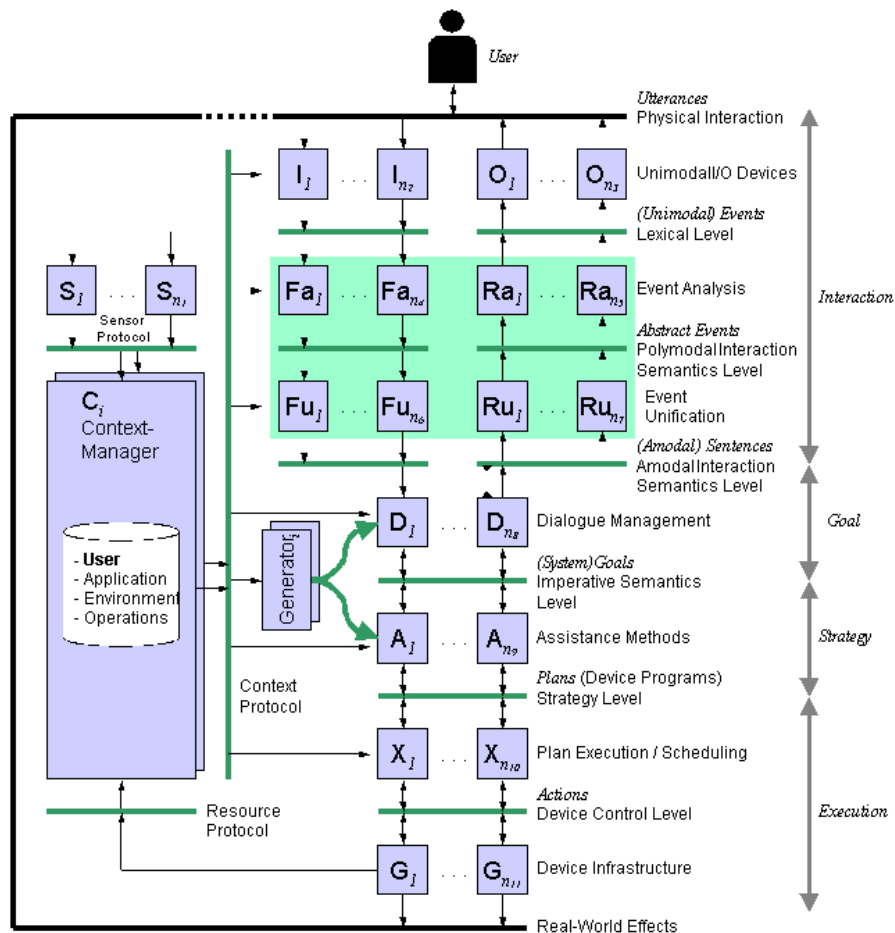 User
Utterances
Physical Interaction
I1 . . . In2 O1 . . . On3 UnimodalI/O Devices
(Unimodal) Events
Lexical Level
S1 . . . Sn1 Fa1 . . . Fan4 Ra1 . . . Ran5 Event Analysis
Interaction
Sensor
Protocol
Abstract Events
Polymodal Interaction
Semantics Level
Ci
Context-
Manager
Fu1 . . . Fun6 Ru1 . . . Run7 Event
Unification
(Amodal) Sentences
Amodal Interaction
Semantics Level
D1 . . . Dn8 Dialogue Management
Goal
- User
- Application
- Environment
- Operations
Generatori
(System)Goals
Imperative Semantics
Level
A1 . . . An9 Assistance Methods
Strategy
Context
Protocol
Plans (Device Programs)
Strategy Level
X1 . . . Xn10 Plan Execution / Scheduling
Resource
Protocol
Actions
Device Control Level
Execution
G1 . . . Gn11 Device Infrastructure
Real-World Effects